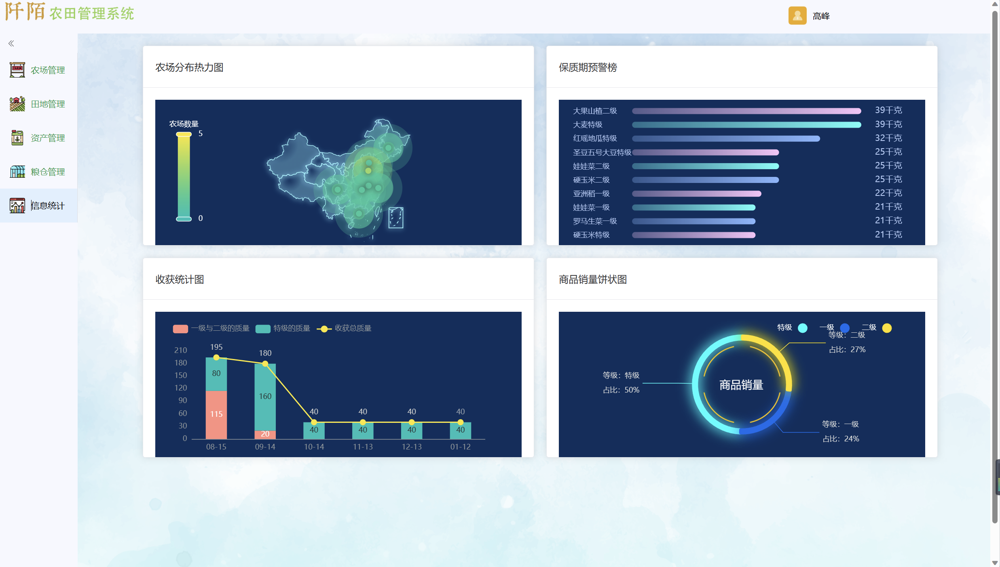 阡陌 农田管理系统
高峰
农场管理
田地管理
资产管理
粮仓管理
信息统计
FARM
农场分布热力图
农场数量
5
0
保质期预警榜
大果山楂二级 39千克
大麦特级 39千克
红瑶地瓜特级 32千克
圣豆五号大豆特级 25千克
娃娃菜二级 25千克
硬玉米二级 25千克
亚洲稻一级 22千克
娃娃菜一级 21千克
罗马生菜一级 21千克
硬玉米特级 21千克
收获统计图
一级与二级的质量 特级的质量 收获总质量
210
180
150
120
90
60
30
0
195 180 40 40 40 40
80 160 40 40 40 40
115 20
08-15 09-14 10-14 11-13 12-13 01-12
商品销量饼状图
特级 一级 二级
等级：二级
占比：27%
等级：特级
占比：50%
商品销量
等级：一级
占比：24%